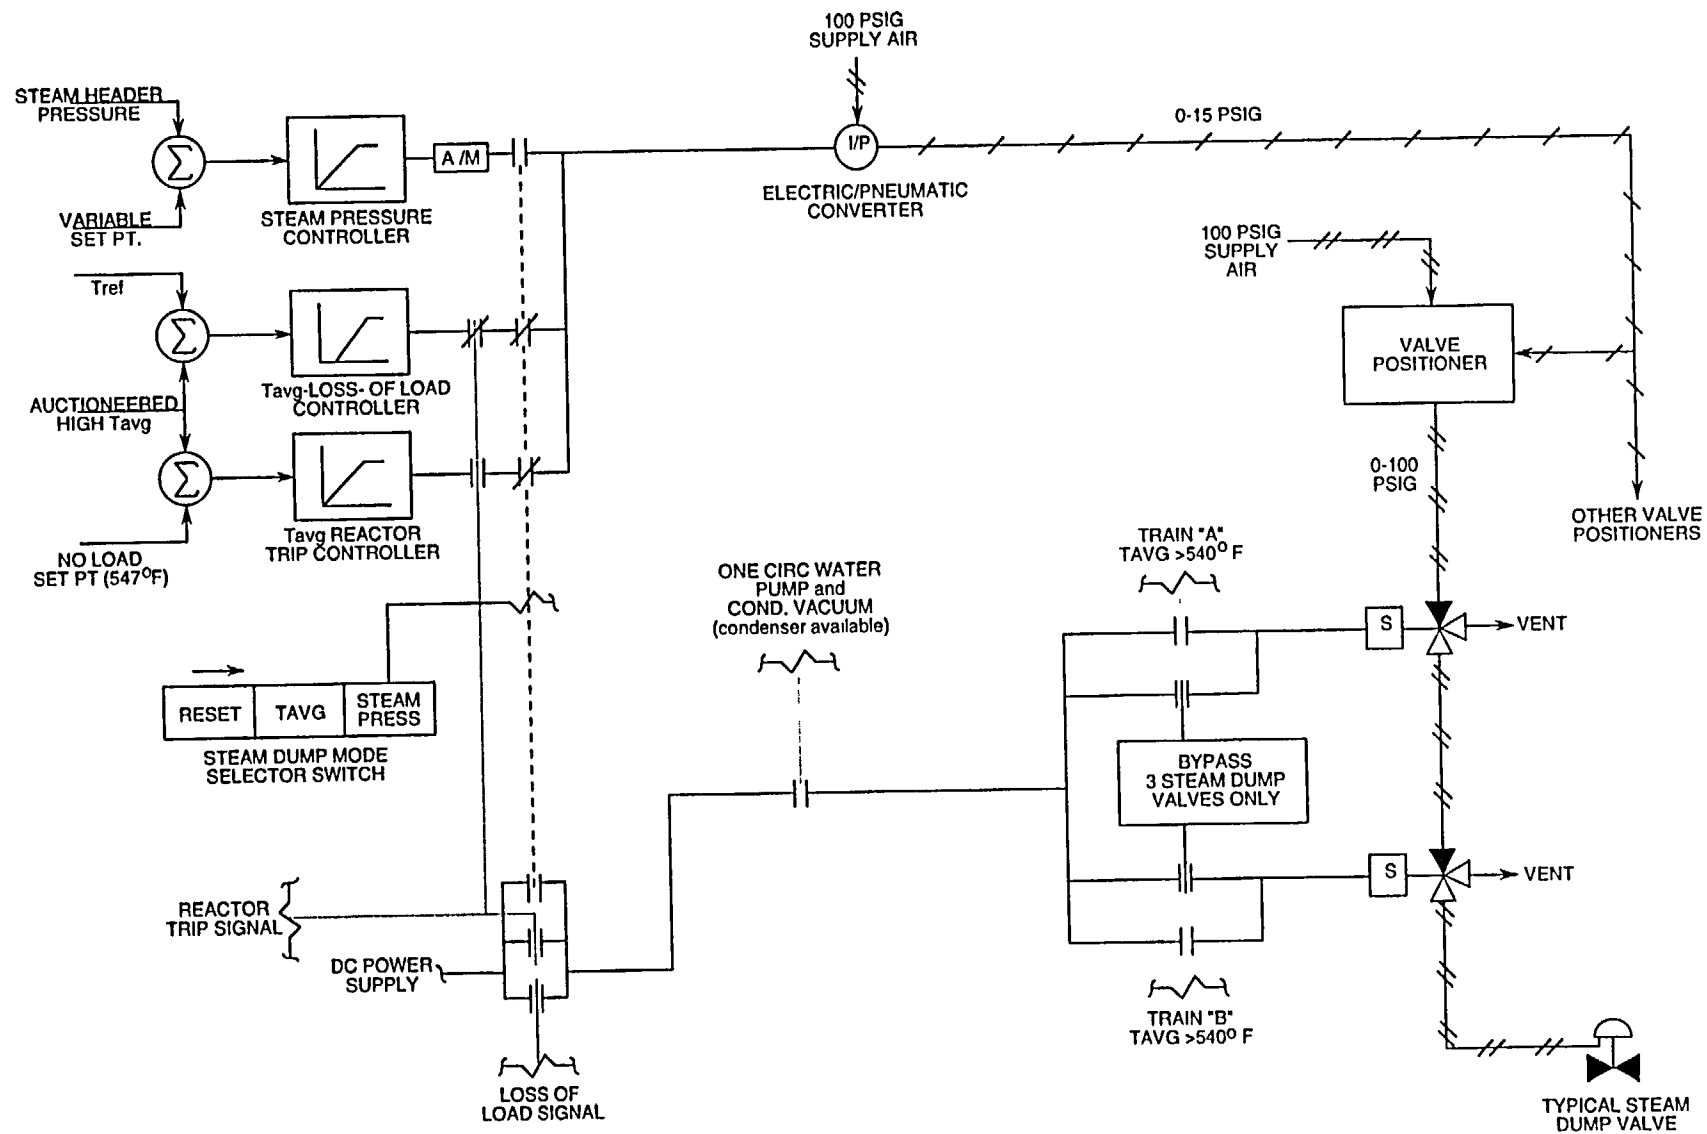 100 PSIG
SUPPLY AIR
STEAM HEADER
PRESSURE
Σ
A/M
I/P
0-15 PSIG
VARIABLE
SET PT.
STEAM PRESSURE
CONTROLLER
ELECTRIC/PNEUMATIC
CONVERTER
100 PSIG
SUPPLY
AIR
Tref
Σ
VALVE
POSITIONER
Tavg-LOSS- OF LOAD
CONTROLLER
AUCTIONEERED
HIGH Tavg
Σ
0-100
PSIG
Tavg REACTOR
TRIP CONTROLLER
NO LOAD
SET PT (547ºF)
OTHER VALVE
POSITIONERS
TRAIN "A"
TAVG >540º F
ONE CIRC WATER
PUMP and
COND. VACUUM
(condenser available)
S
VENT
RESET
TAVG
STEAM
PRESS
STEAM DUMP MODE
SELECTOR SWITCH
BYPASS
3 STEAM DUMP
VALVES ONLY
S
VENT
REACTOR
TRIP SIGNAL
DC POWER
SUPPLY
TRAIN "B"
TAVG >540º F
LOSS OF
LOAD SIGNAL
TYPICAL STEAM
DUMP VALVE